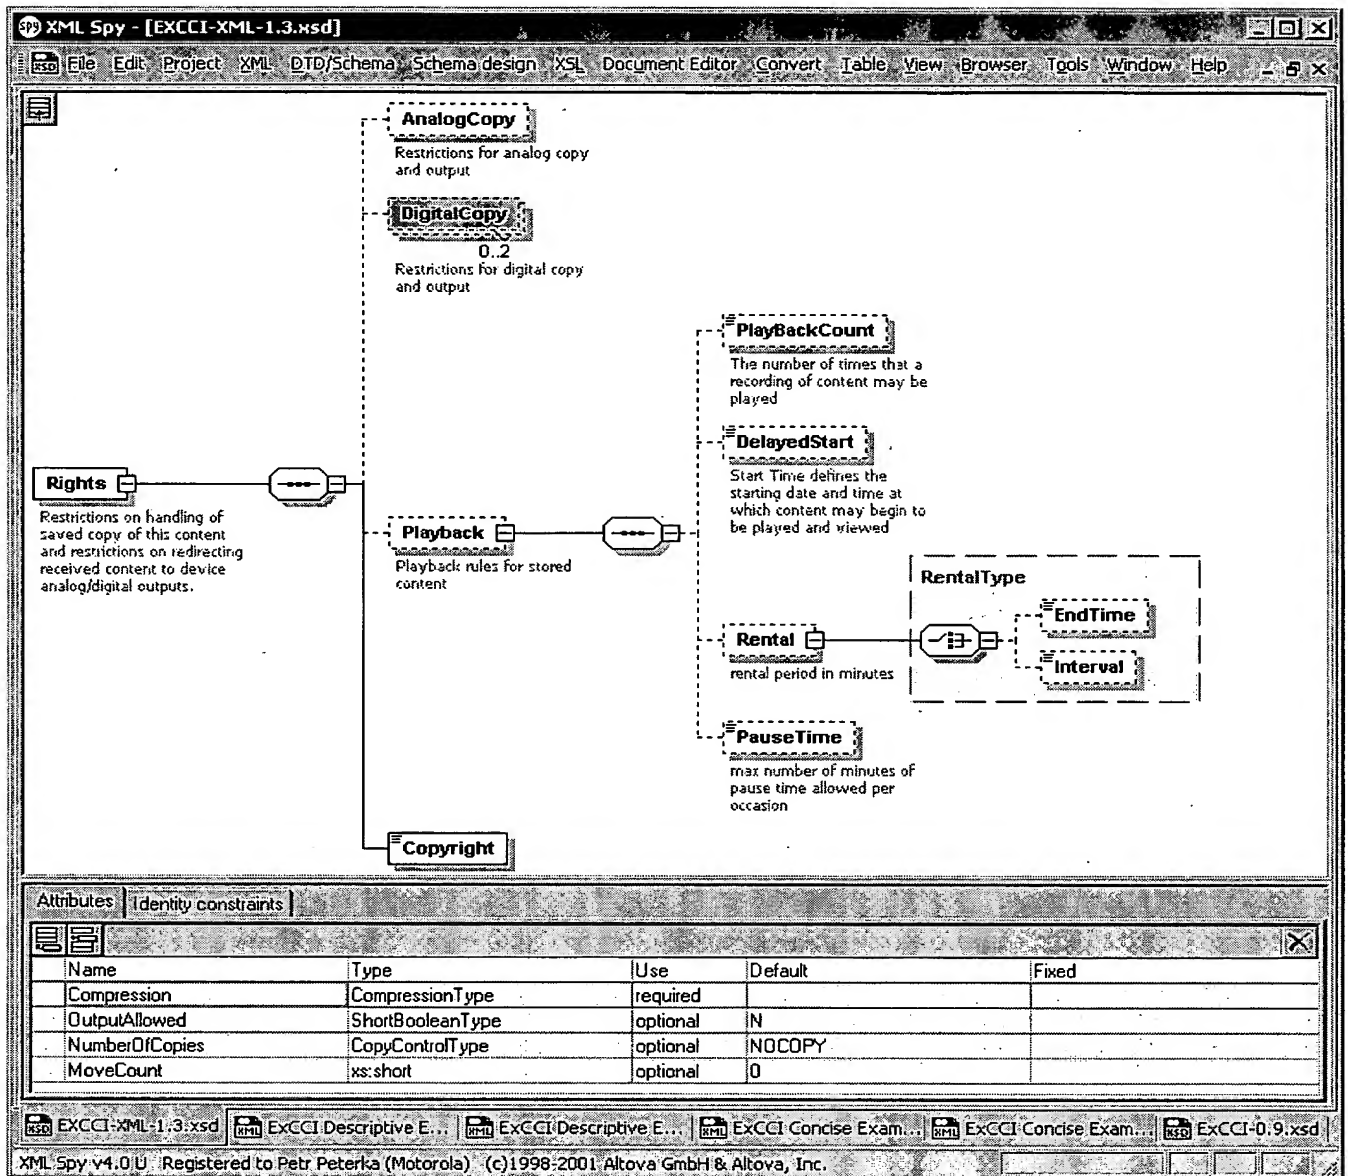 XML Spy - [EXCCI-XML-1.3.xsd]
File Edit Project XML DTD/Schema Schema design XSL Document Editor Convert Table View Browser Tools Window Help
AnalogCopy
Restrictions for analog copy
and output
DigitalCopy
0..2
Restrictions for digital copy
and output
PlayBackCount
The number of times that a
recording of content may be
played
DelayedStart
Start Time defines the
starting date and time at
which content may begin to
be played and viewed
Rights
Restrictions on handling of
saved copy of this content
and restrictions on redirecting
received content to device
analog/digital outputs.
Playback
Playback rules for stored
content
RentalType
EndTime
Rental
rental period in minutes
Interval
PauseTime
max number of minutes of
pause time allowed per
occasion
Copyright
Attributes Identity constraints
Name Type Use Default Fixed
Compression CompressionType required
OutputAllowed ShortBooleanType optional N
NumberOfCopies CopyControlType optional NOCOPY
MoveCount xs:short optional 0
EXCCI-XML-1.3.xsd ExCCI Descriptive E... ExCCI Descriptive E... ExCCI Concise Exam... ExCCI Concise Exam... ExCCI-0.9.xsd
XML Spy v4.0 U Registered to Petr Peterka (Motorola) (c)1998-2001 Altova GmbH & Altova, Inc.